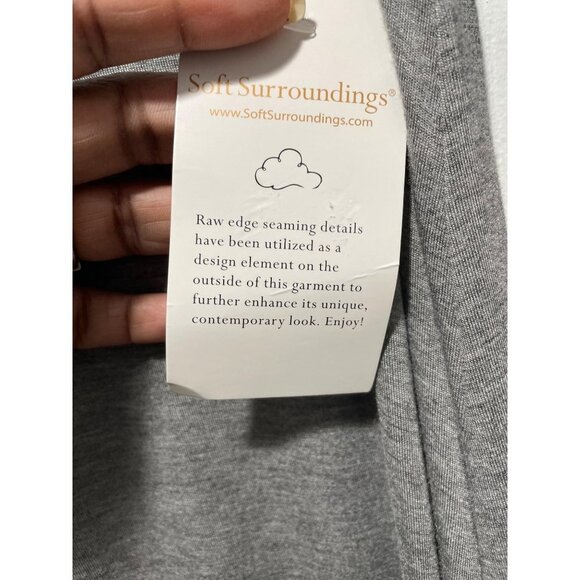 Soft Surroundings®
www.SoftSurroundings.com
Raw edge seaming details
have been utilized as a
design element on the
outside of this garment to
further enhance its unique,
contemporary look. Enjoy!